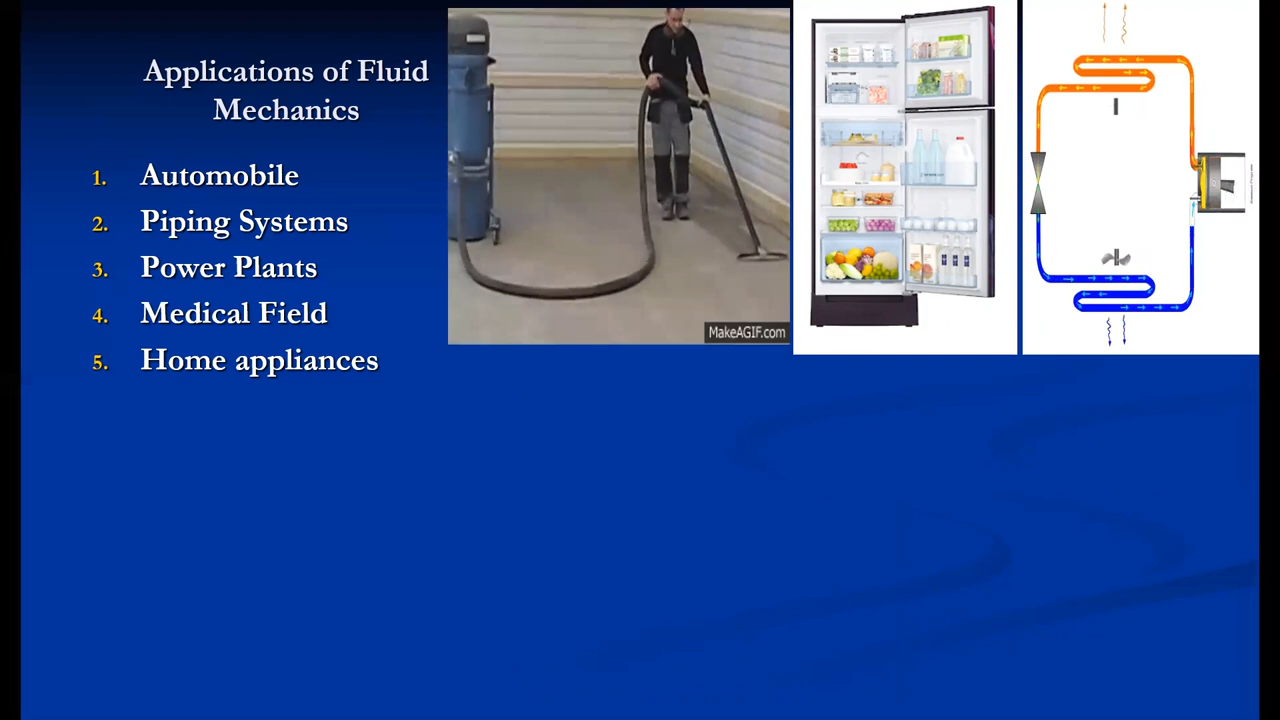 Applications of Fluid
Mechanics
1. Automobile
2. Piping Systems
3. Power Plants
4. Medical Field
5. Home appliances
MakeAGIF.com